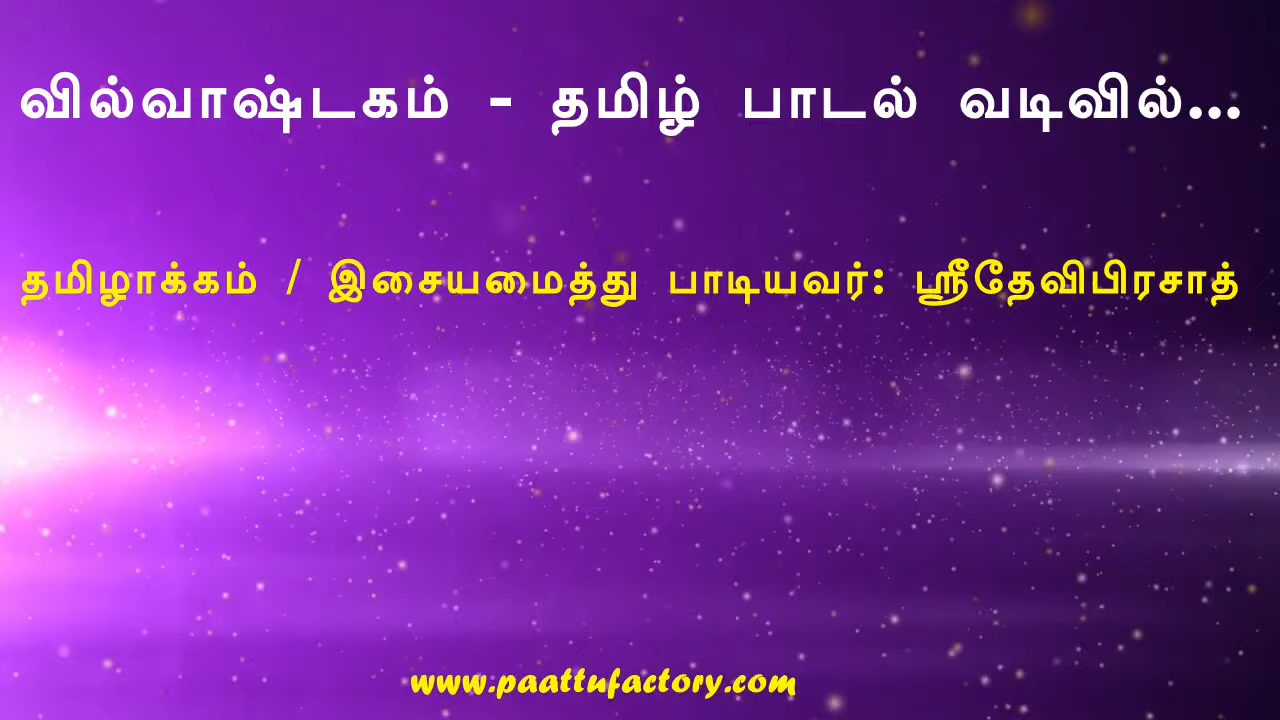 வில்வாஷ்டகம் - தமிழ் பாடல் வடிவில்...
தமிழாக்கம் / இசையமைத்து பாடியவர்: ஸ்ரீதேவிபிரசாத்
www.paattufactory.com